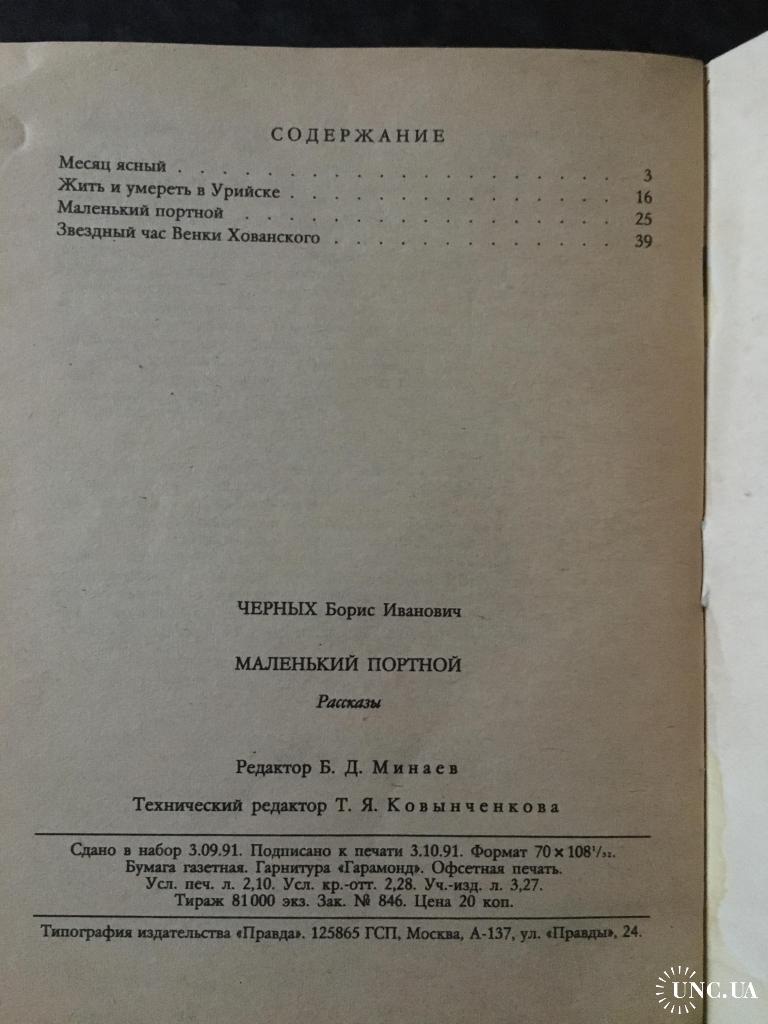 СОДЕРЖАНИЕ
Месяц ясный . . . . . . . . . . . . . . . . . 3
Жить и умереть в Урийске . . . . . . . . . . . . . 16
Маленький портной . . . . . . . . . . . . . . . 25
Звездный час Венки Хованского . . . . . . . . . . . 39
ЧЕРНЫХ Борис Иванович
МАЛЕНЬКИЙ ПОРТНОЙ
Рассказы
Редактор Б. Д. Минаев
Технический редактор Т. Я. Ковынченкова
Сдано в набор 3.09.91. Подписано к печати 3.10.91. Формат 70×108¹/₃₂.
Бумага газетная. Гарнитура «Гарамонд». Офсетная печать.
Усл. печ. л. 2,10. Усл. кр.-отт. 2,28. Уч.-изд. л. 3,27.
Тираж 81 000 экз. Зак. № 846. Цена 20 коп.
Типография издательства «Правда». 125865 ГСП, Москва, А-137, ул. «Правды», 24.
UNC.UA